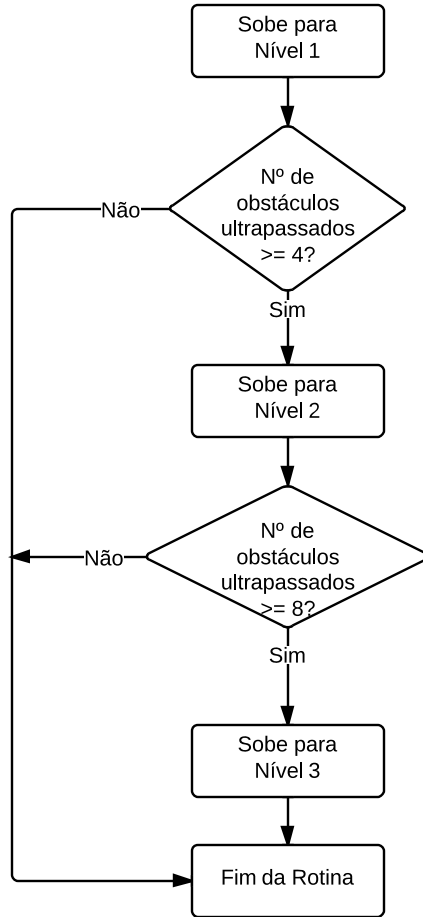 Sobe para
Nível 1
Nº de
obstáculos
ultrapassados
>= 4?
Não
Sim
Sobe para
Nível 2
Nº de
obstáculos
ultrapassados
>= 8?
Não
Sim
Sobe para
Nível 3
Fim da Rotina